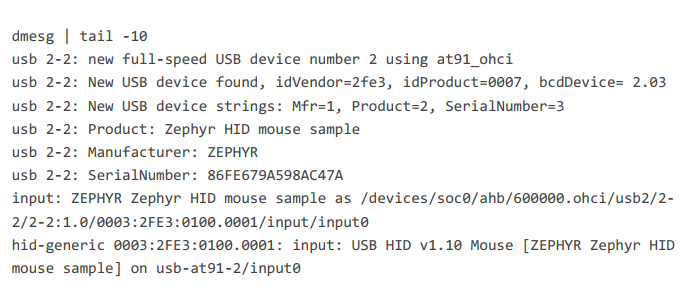 dmesg | tail -10
usb 2-2: new full-speed USB device number 2 using at91_ohci
usb 2-2: New USB device found, idVendor=2fe3, idProduct=0007, bcdDevice= 2.03
usb 2-2: New USB device strings: Mfr=1, Product=2, SerialNumber=3
usb 2-2: Product: Zephyr HID mouse sample
usb 2-2: Manufacturer: ZEPHYR
usb 2-2: SerialNumber: 86FE679A598AC47A
input: ZEPHYR Zephyr HID mouse sample as /devices/soc0/ahb/600000.ohci/usb2/2-
2/2-2:1.0/0003:2FE3:0100.0001/input/input0
hid-generic 0003:2FE3:0100.0001: input: USB HID v1.10 Mouse [ZEPHYR Zephyr HID
mouse sample] on usb-at91-2/input0